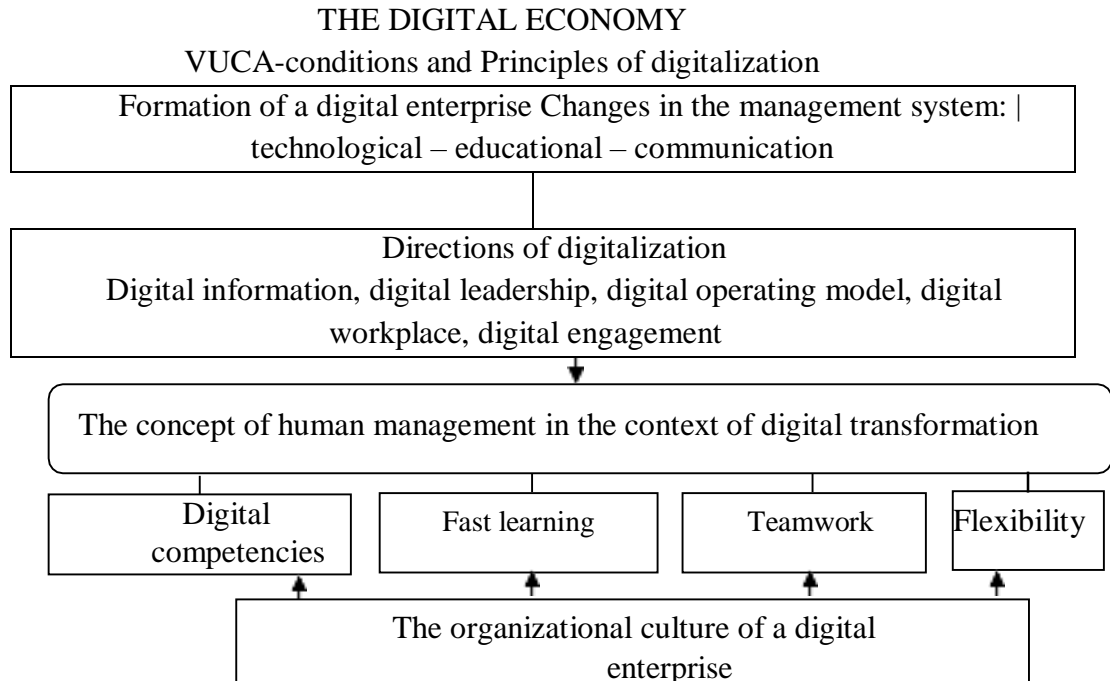 THE DIGITAL ECONOMY
VUCA-conditions and Principles of digitalization
Formation of a digital enterprise Changes in the management system: |
technological – educational – communication
Directions of digitalization
Digital information, digital leadership, digital operating model, digital
workplace, digital engagement
The concept of human management in the context of digital transformation
Digital
competencies
Fast learning
Teamwork
Flexibility
The organizational culture of a digital
enterprise